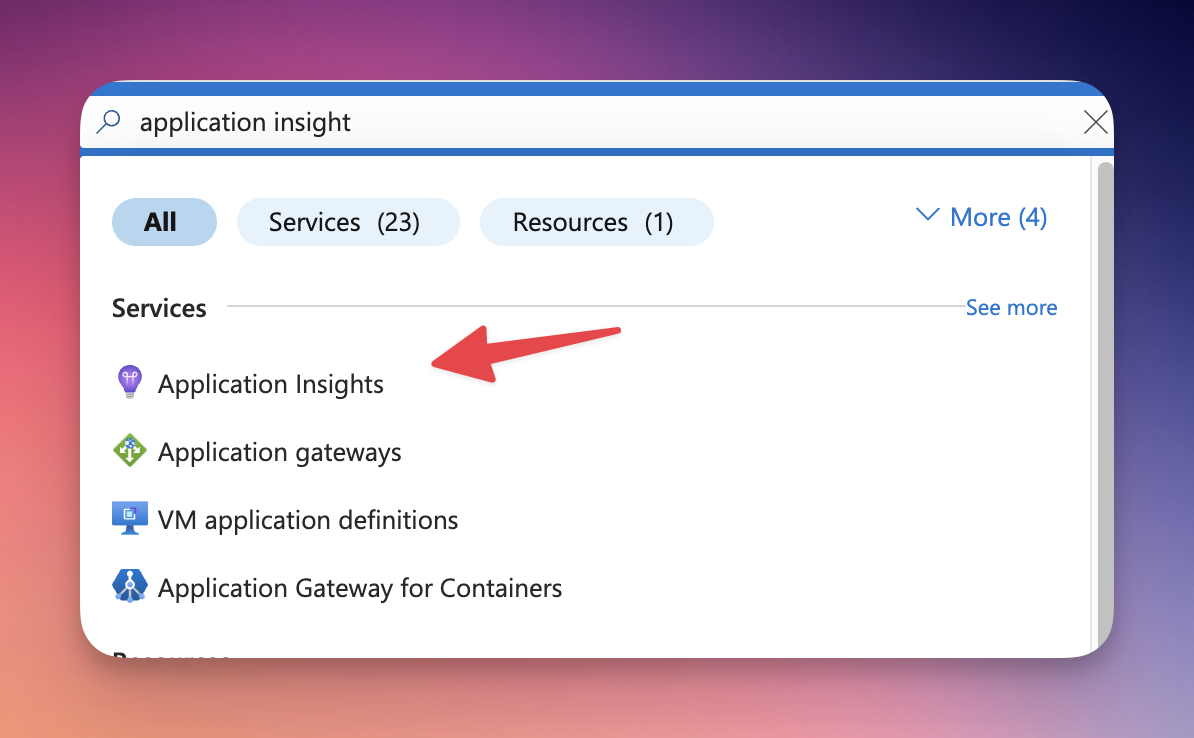 application insight
All Services (23) Resources (1) More (4)
Services See more
Application Insights
Application gateways
VM application definitions
Application Gateway for Containers